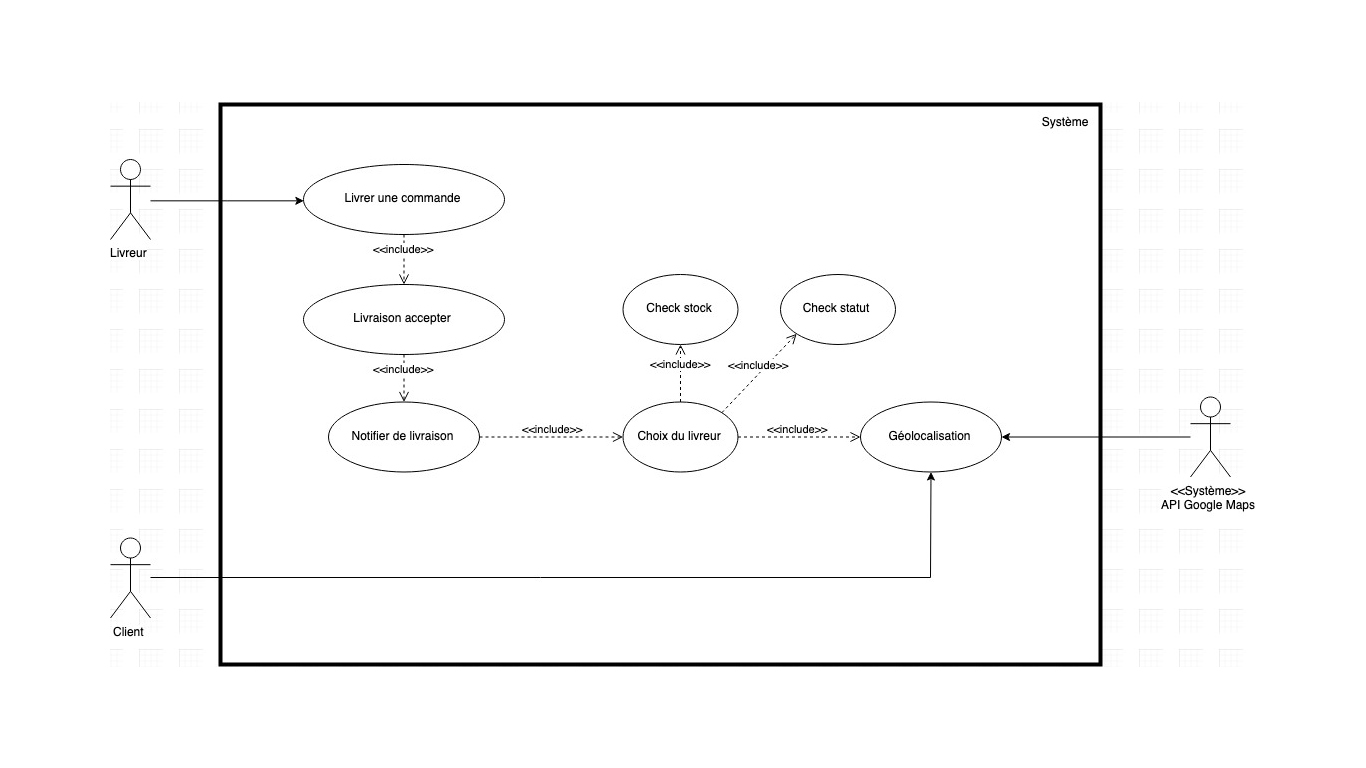 Système
Livrer une commande
Livreur
<<include>>
Livraison accepter
Check stock
Check statut
<<include>>
<<include>>
<<include>>
Notifier de livraison
<<include>>
Choix du livreur
<<include>>
Géolocalisation
<<Système>>
API Google Maps
Client